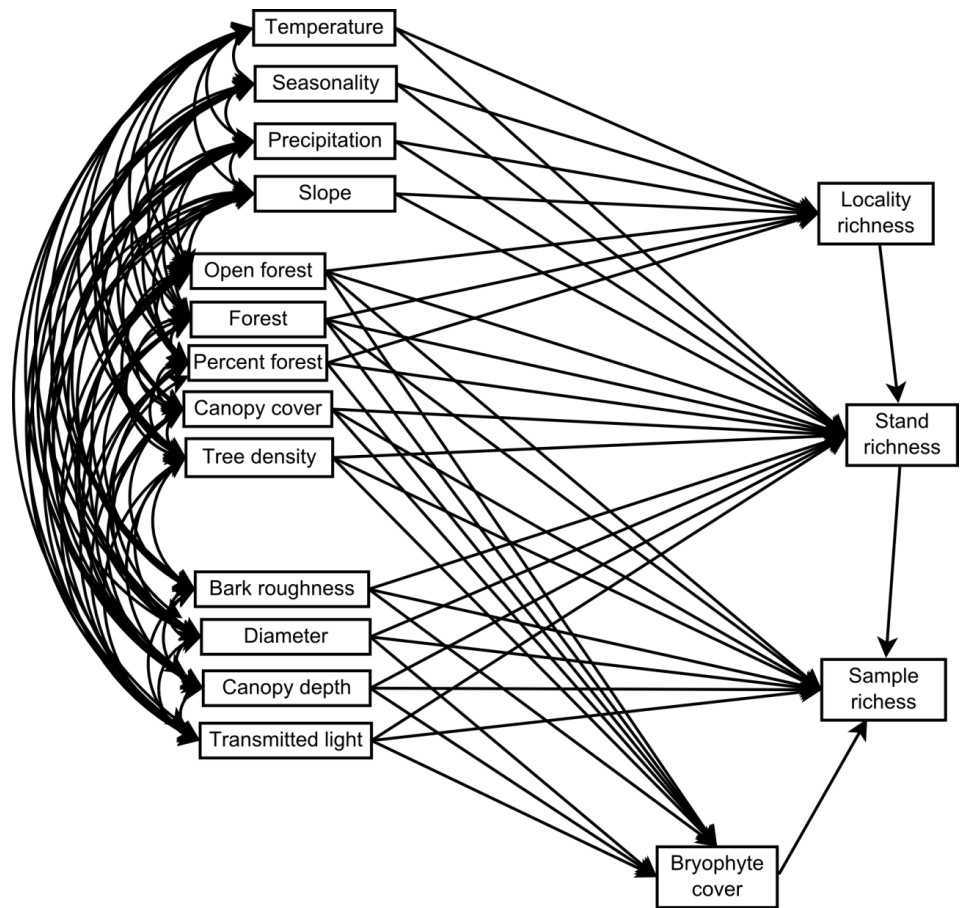 Temperature
Seasonality
Precipitation
Slope
Open forest
Forest
Percent forest
Canopy cover
Tree density
Bark roughness
Diameter
Canopy depth
Transmitted light
Locality
richness
Stand
richness
Sample
richess
Bryophyte
cover